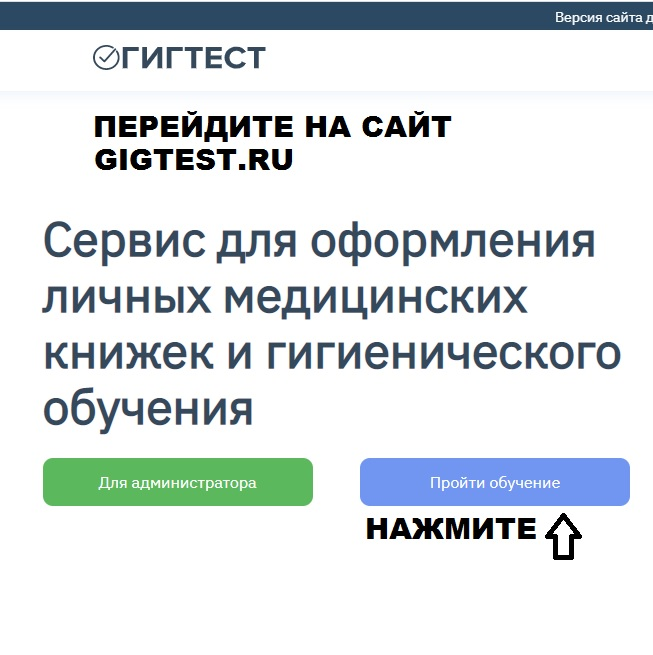 Версия сайта д
ГИГТЕСТ
ПЕРЕЙДИТЕ НА САЙТ
GIGTEST.RU
Сервис для оформления
личных медицинских
книжек и гигиенического
обучения
Для администратора
Пройти обучение
НАЖМИТЕ